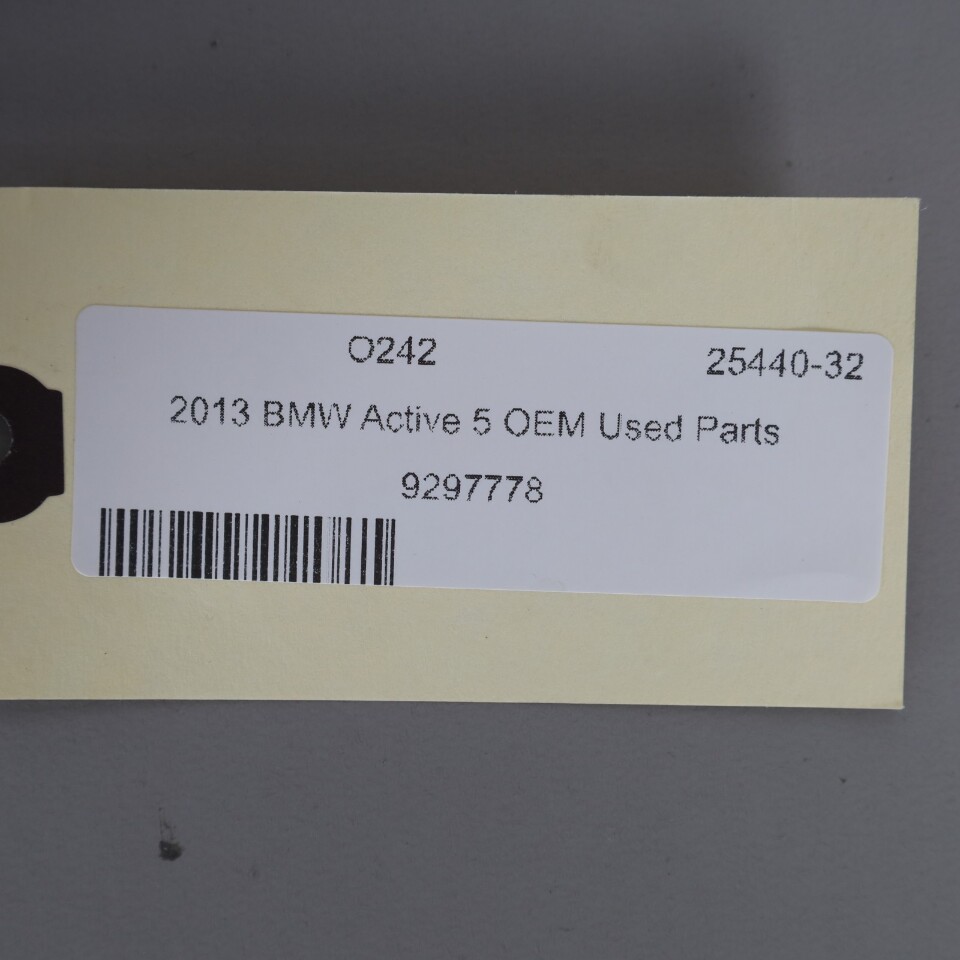 O242 25440-32
2013 BMW Active 5 OEM Used Parts
9297778